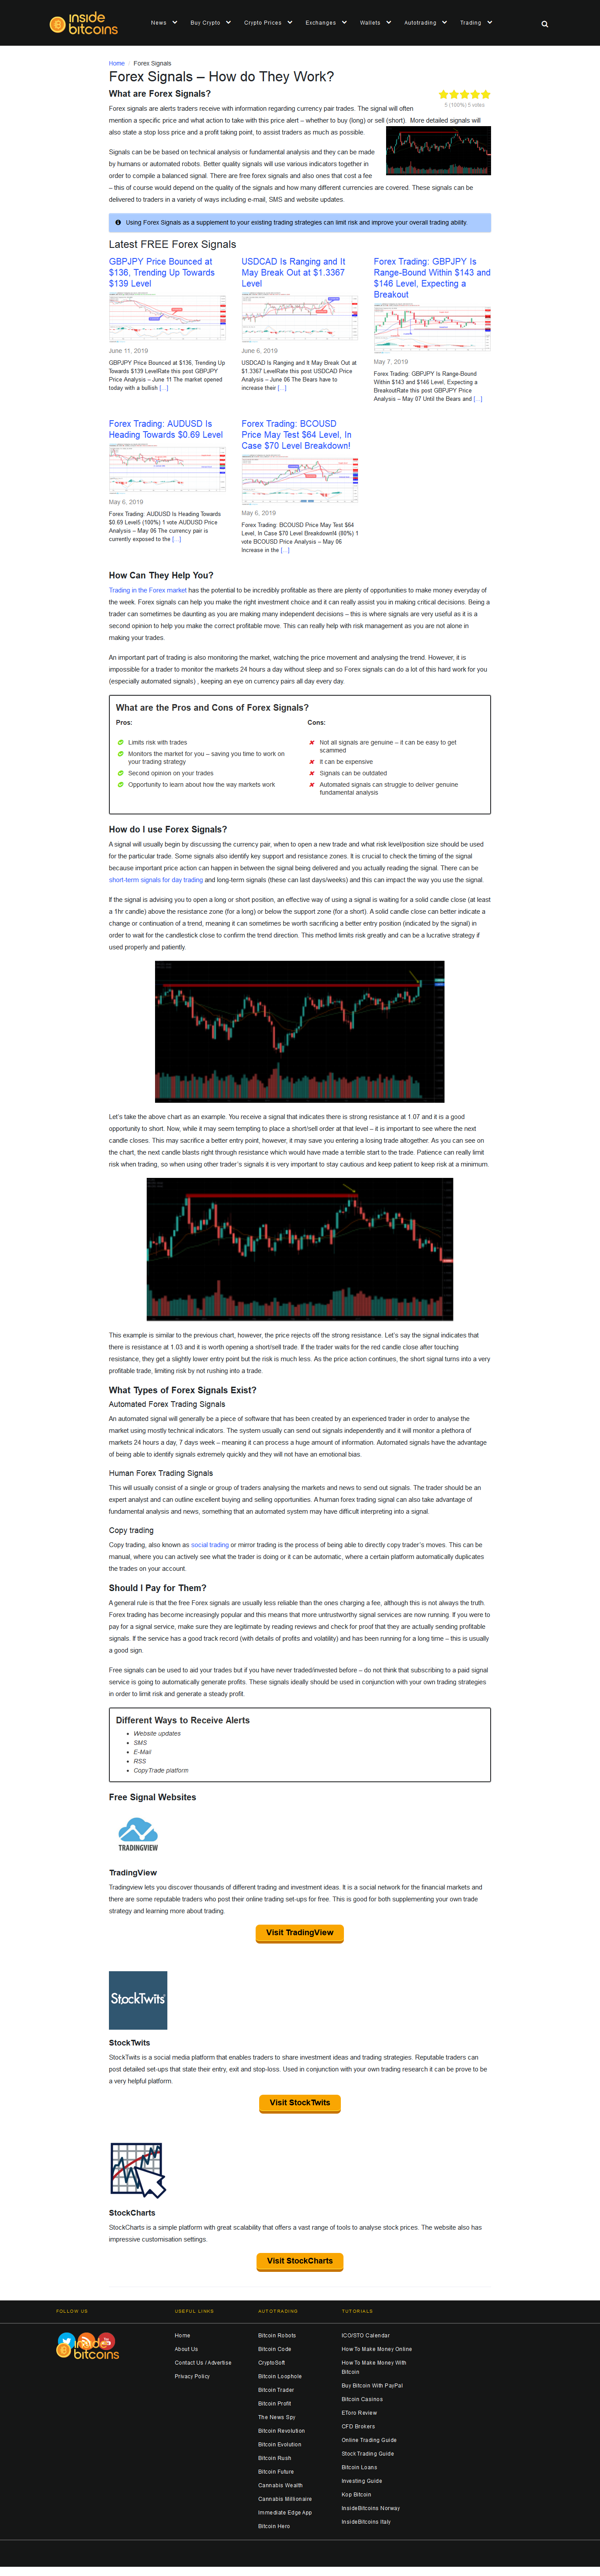 inside
bitcoins
News
Buy Crypto
Crypto Prices
Exchanges
Wallets
Autotrading
Trading
Home / Forex Signals
Forex Signals – How do They Work?
What are Forex Signals?
5 (100%) 5 votes
Forex Signals are alerts traders receive with information regarding currency pair trades. The signal will often
mention a specific price and what action to take with this price alert – whether to buy (long) or sell (short). More detailed signals will
also state a stop loss price and a profit taking point, to assist traders as much as possible.
Signals can be be based on technical analysis or fundamental analysis and they can be made
by humans or automated robots. Better quality signals will use various indicators together in
order to compile a balanced signal. There are free forex signals and also ones that cost a fee
– this of course would depend on the quality of the signals and how many different currencies are covered. These signals can be
delivered to traders in a variety of ways including e-mail, SMS and website updates.
Using Forex Signals as a supplement to your existing trading strategies can limit risk and improve your overall trading ability.
Latest FREE Forex Signals
GBPJPY Price Bounced at
$136, Trending Up Towards
$139 Level
June 11, 2019
GBPJPY Price Bounced at $136, Trending Up
Towards $139 LevelRate this post GBPJPY
Price Analysis – June 11 The market opened
today with a bullish [...]
USDCAD Is Ranging and It
May Break Out at $1.3367
Level
June 6, 2019
USDCAD Is Ranging and It May Break Out at
$1.3367 LevelRate this post USDCAD Price
Analysis – June 06 The Bears have to
increase their [...]
Forex Trading: GBPJPY Is
Range-Bound Within $143 and
$146 Level, Expecting a
Breakout
May 7, 2019
Forex Trading: GBPJPY Is Range-Bound
Within $143 and $146 Level, Expecting a
BreakoutRate this post GBPJPY Price
Analysis – May 07 Until the Bears and [...]
Forex Trading: AUDUSD Is
Heading Towards $0.69 Level
May 6, 2019
Forex Trading: AUDUSD Is Heading Towards
$0.69 Level5 (100%) 1 vote AUDUSD Price
Analysis – May 06 The currency pair is
currently exposed to the [...]
Forex Trading: BCOUSD
Price May Test $64 Level, In
Case $70 Level Breakdown!
May 6, 2019
Forex Trading: BCOUSD Price May Test $64
Level, In Case $70 Level Breakdown!4 (80%) 1
vote BCOUSD Price Analysis – May 06
Increase in the [...]
How Can They Help You?
Trading in the Forex market has the potential to be incredibly profitable as there are plenty of opportunities to make money everyday of
the week. Forex signals can help you make the right investment choice and it can really assist you in making critical decisions. Being a
trader can sometimes be daunting as you are making many independent decisions – this is where signals are very useful as it is a
second opinion to help you make the correct profitable move. This can really help with risk management as you are not alone in
making your trades.
An important part of trading is also monitoring the market, watching the price movement and analysing the trend. However, it is
impossible for a trader to monitor the markets 24 hours a day without sleep and so Forex signals can do a lot of this hard work for you
(especially automated signals) , keeping an eye on currency pairs all day every day.
What are the Pros and Cons of Forex Signals?
Pros:
Limits risk with trades
Monitors the market for you – saving you time to work on
your trading strategy
Second opinion on your trades
Opportunity to learn about how the way markets work
Cons:
Not all signals are genuine – it can be easy to get
scammed
It can be expensive
Signals can be outdated
Automated signals can struggle to deliver genuine
fundamental analysis
How do I use Forex Signals?
A signal will usually begin by discussing the currency pair, when to open a new trade and what risk level/position size should be used
for the particular trade. Some signals also identify key support and resistance zones. It is crucial to check the timing of the signal
because important price action can happen in between the signal being delivered and you actually reading the signal. There can be
short-term signals for day trading and long-term signals (these can last days/weeks) and this can impact the way you use the signal.
If the signal is advising you to open a long or short position, an effective way of using a signal is waiting for a solid candle close (at least
a 1hr candle) above the resistance zone (for a long) or below the support zone (for a short). A solid candle close can better indicate a
change or continuation of a trend, meaning it can sometimes be worth sacrificing a better entry position (indicated by the signal) in
order to wait for the candlestick close to confirm the trend direction. This method limits risk greatly and can be a lucrative strategy if
used properly and patiently.
Let's take the above chart as an example. You receive a signal that indicates there is strong resistance at 1.07 and it is a good
opportunity to short. Now, while it may seem tempting to place a short/sell order at that level – it is important to see where the next
candle closes. This may sacrifice a better entry point, however, it may save you entering a losing trade altogether. As you can see on
the chart, the next candle blasts right through resistance which would have made a terrible start to the trade. Patience can really limit
risk when trading, so when using other trader's signals it is very important to stay cautious and keep patient to keep risk at a minimum.
This example is similar to the previous chart, however, the price rejects off the strong resistance. Let's say the signal indicates that
there is resistance at 1.03 and it is worth opening a short/sell trade. If the trader waits for the red candle close after touching
resistance, they get a slightly lower entry point but the risk is much less. As the price action continues, the short signal turns into a very
profitable trade, limiting risk by not rushing into a trade.
What Types of Forex Signals Exist?
Automated Forex Trading Signals
An automated signal will generally be a piece of software that has been created by an experienced trader in order to analyse the
market using mostly technical indicators. The system usually can send out signals independently and it will monitor a plethora of
markets 24 hours a day, 7 days week – meaning it can process a huge amount of information. Automated signals have the advantage
of being able to identify signals extremely quickly and they will not have an emotional bias.
Human Forex Trading Signals
This will usually consist of a single or group of traders analysing the markets and news to send out signals. The trader should be an
expert analyst and can outline excellent buying and selling opportunities. A human forex trading signal can also take advantage of
fundamental analysis and news, something that an automated system may have difficult interpreting into a signal.
Copy trading
Copy trading, also known as social trading or mirror trading is the process of being able to directly copy trader's moves. This can be
manual, where you can actively see what the trader is doing or it can be automatic, where a certain platform automatically duplicates
the trades on your account.
Should I Pay for Them?
A general rule is that the free Forex signals are usually less reliable than the ones charging a fee, although this is not always the truth.
Forex trading has become increasingly popular and this means that more untrustworthy signal services are now running. If you were to
pay for a signal service, make sure they are legitimate by reading reviews and check for proof that they are actually sending profitable
signals. If the service has a good track record (with details of profits and volatility) and has been running for a long time – this is usually
a good sign.
Free signals can be used to aid your trades but if you have never traded/invested before – do not think that subscribing to a paid signal
service is going to automatically generate profits. These signals ideally should be used in conjunction with your own trading strategies
in order to limit risk and generate a steady profit.
Different Ways to Receive Alerts
Website updates
SMS
E-Mail
RSS
CopyTrade platform
Free Signal Websites
TRADINGVIEW
TradingView
Tradingview lets you discover thousands of different trading and investment ideas. It is a social network for the financial markets and
there are some reputable traders who post their online trading set-ups for free. This is good for both supplementing your own trade
strategy and learning more about trading.
Visit TradingView
StockTwits
StockTwits
StockTwits is a social media platform that enables traders to share investment ideas and trading strategies. Reputable traders can
post detailed set-ups that state their entry, exit and stop-loss. Used in conjunction with your own trading research it can be prove to be
a very helpful platform.
Visit StockTwits
StockCharts
StockCharts is a simple platform with great scalability that offers a vast range of tools to analyse stock prices. The website also has
impressive customisation settings.
Visit StockCharts
FOLLOW US
inside
bitcoins
USEFUL LINKS
Home
About Us
Contact Us / Advertise
Privacy Policy
AUTOTRADING
Bitcoin Robots
Bitcoin Code
CryptoSoft
Bitcoin Loophole
Bitcoin Trader
Bitcoin Profit
The News Spy
Bitcoin Revolution
Bitcoin Evolution
Bitcoin Rush
Bitcoin Future
Cannabis Wealth
Cannabis Millionaire
Immediate Edge App
Bitcoin Hero
TUTORIALS
ICO/STO Calendar
How To Make Money Online
How To Make Money With
Bitcoin
Buy Bitcoin With PayPal
Bitcoin Casinos
EToro Review
CFD Brokers
Online Trading Guide
Stock Trading Guide
Bitcoin Loans
Investing Guide
Kop Bitcoin
InsideBitcoins Norway
InsideBitcoins Italy